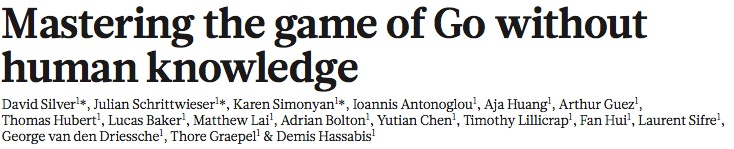 Mastering the game of Go without
human knowledge
David Silver¹*, Julian Schrittwieser¹*, Karen Simonyan¹*, Ioannis Antonoglou¹, Aja Huang¹, Arthur Guez¹,
Thomas Hubert¹, Lucas Baker¹, Matthew Lai¹, Adrian Bolton¹, Yutian Chen¹, Timothy Lillicrap¹, Fan Hui¹, Laurent Sifre¹,
George van den Driessche¹, Thore Graepel¹ & Demis Hassabis¹